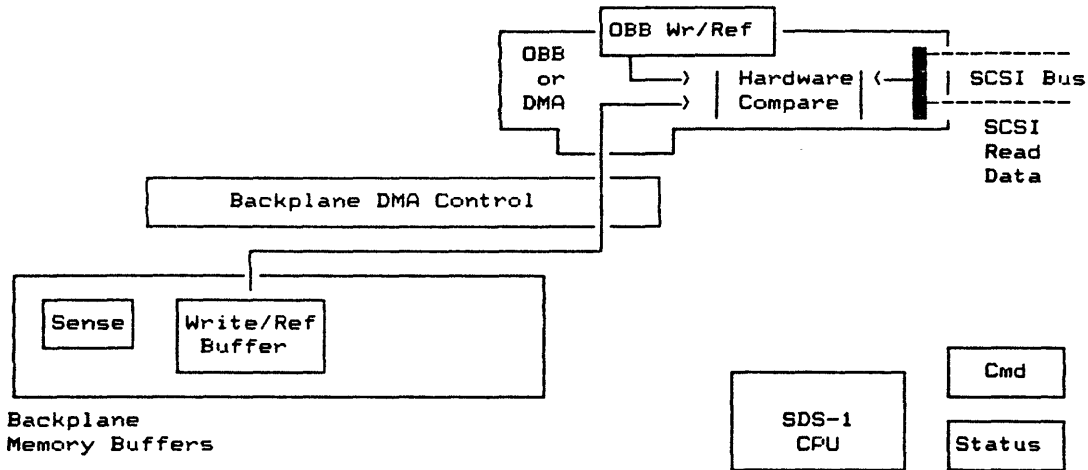 OBB Wr/Ref
OBB
or
DMA
Hardware
Compare
SCSI Bus
SCSI
Read
Data
Backplane DMA Control
Sense
Write/Ref
Buffer
Backplane
Memory Buffers
SDS-1
CPU
Cmd
Status